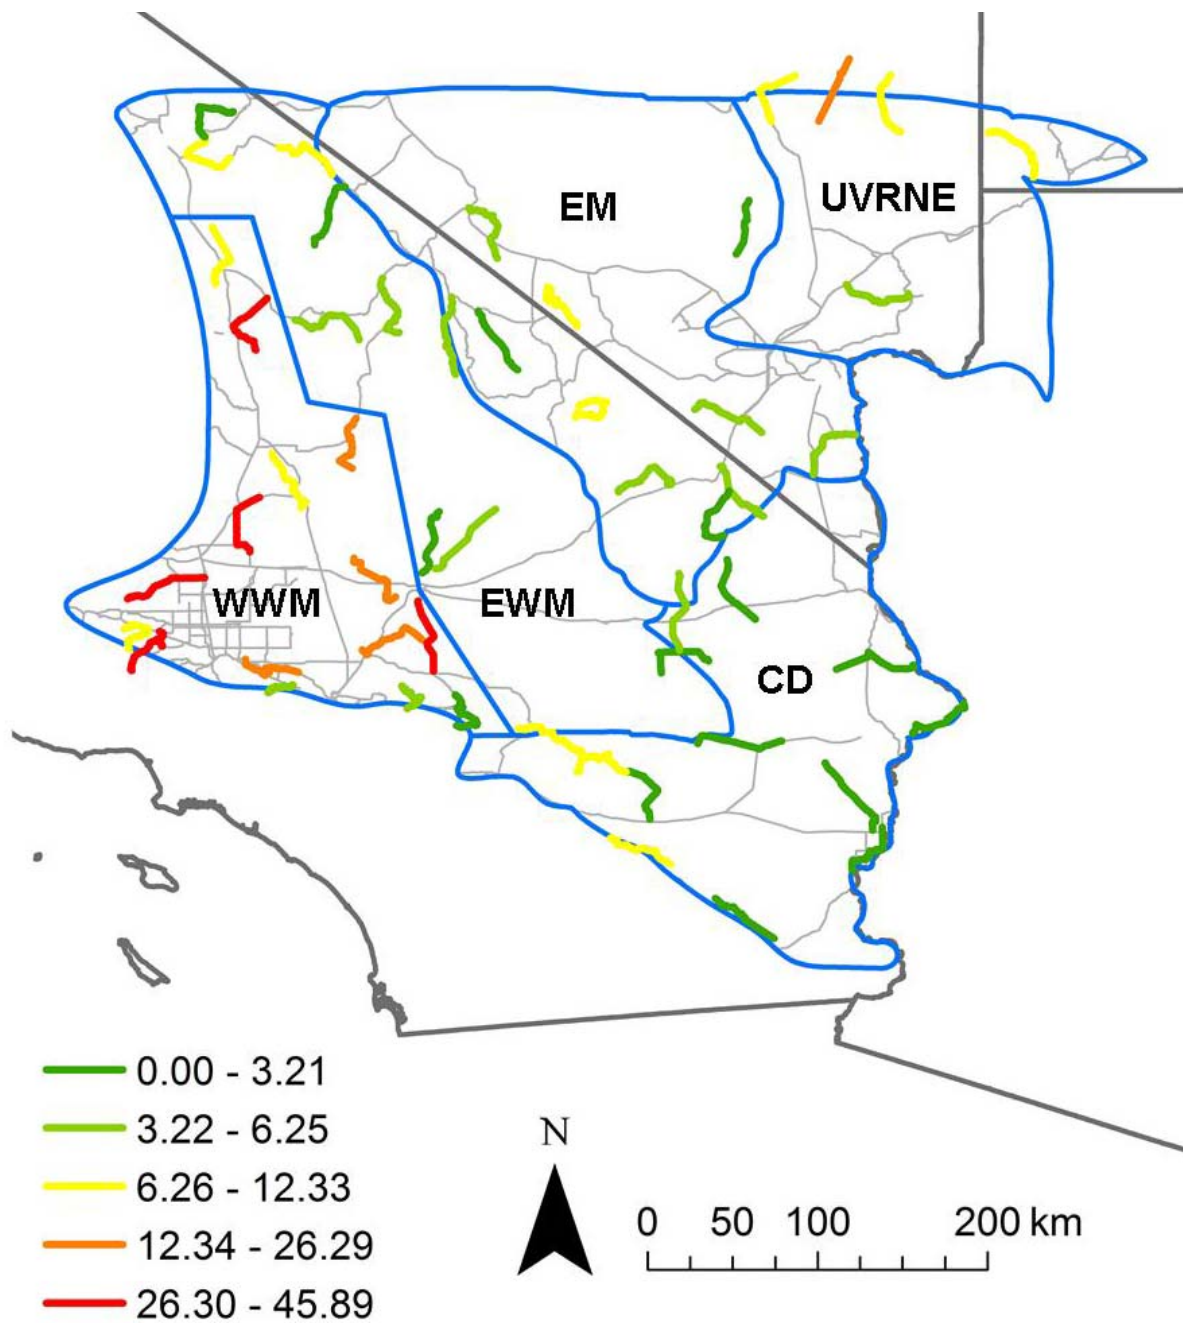 EM
UVRNE
WWM
EWM
CD
0.00 - 3.21
3.22 - 6.25
6.26 - 12.33
12.34 - 26.29
26.30 - 45.89
N
0 50 100 200 km